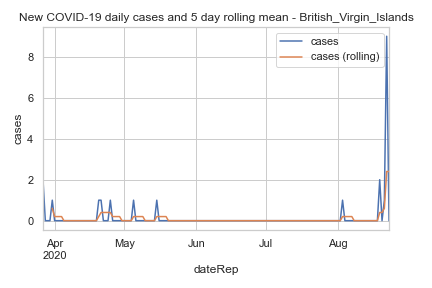 New COVID-19 daily cases and 5 day rolling mean - British_Virgin_Islands
cases
cases (rolling)
8
6
4
2
0
cases
Apr
2020
May
Jun
Jul
Aug
dateRep